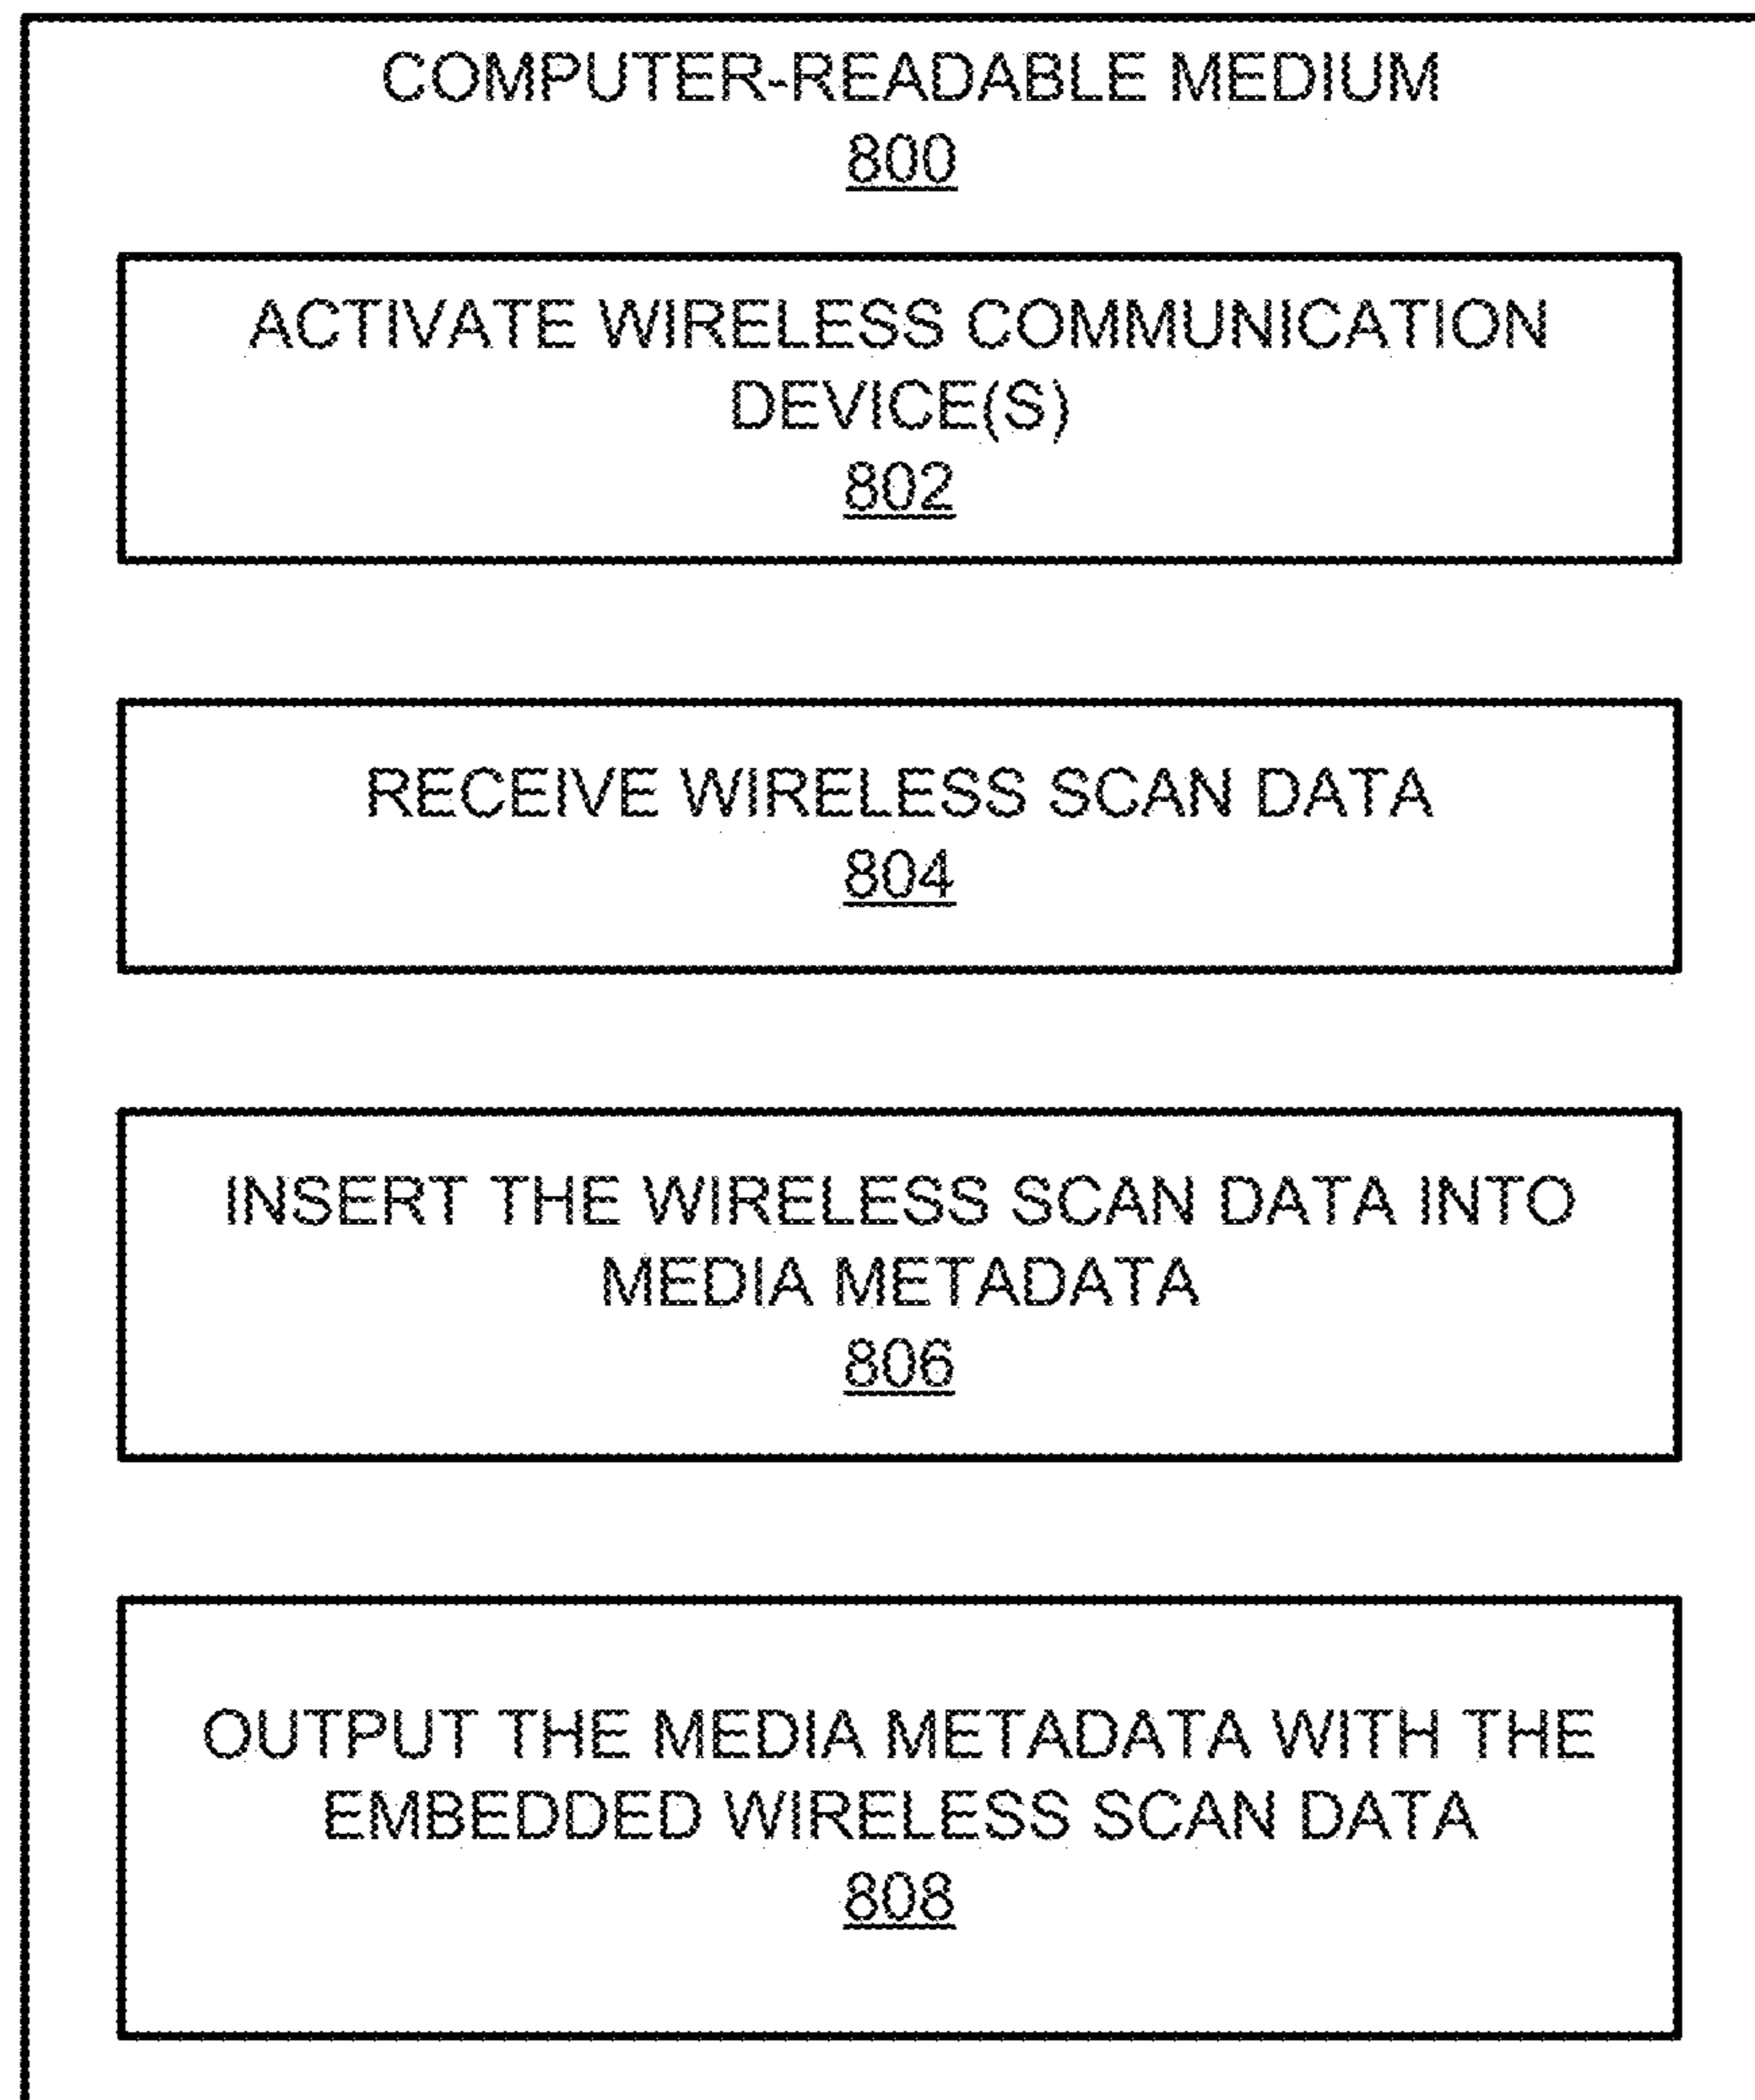 COMPUTER-READABLE MEDIUM
800
ACTIVATE WIRELESS COMMUNICATION
DEVICE(S)
802
RECEIVE WIRELESS SCAN DATA
804
INSERT THE WIRELESS SCAN DATA INTO
MEDIA METADATA
806
OUTPUT THE MEDIA METADATA WITH THE
EMBEDDED WIRELESS SCAN DATA
808